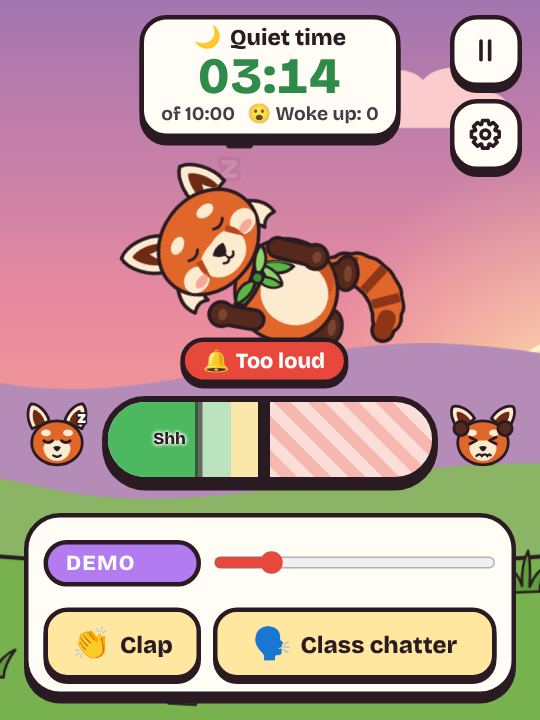 🌙 Quiet time
03:14
of 10:00 😮 Woke up: 0
Z
🔔 Too loud
z
Shh
DEMO
👏 Clap
🗣️ Class chatter